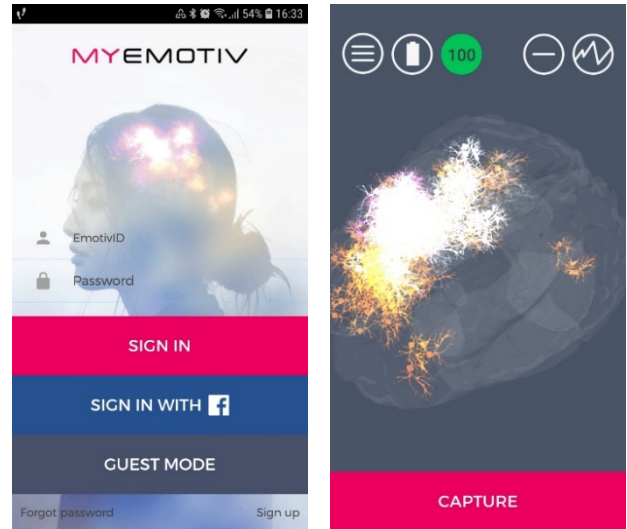 54% 16:33
MYEMOTIV
EmotivID
Password
SIGN IN
SIGN IN WITH f
GUEST MODE
Forgot password Sign up
100
CAPTURE